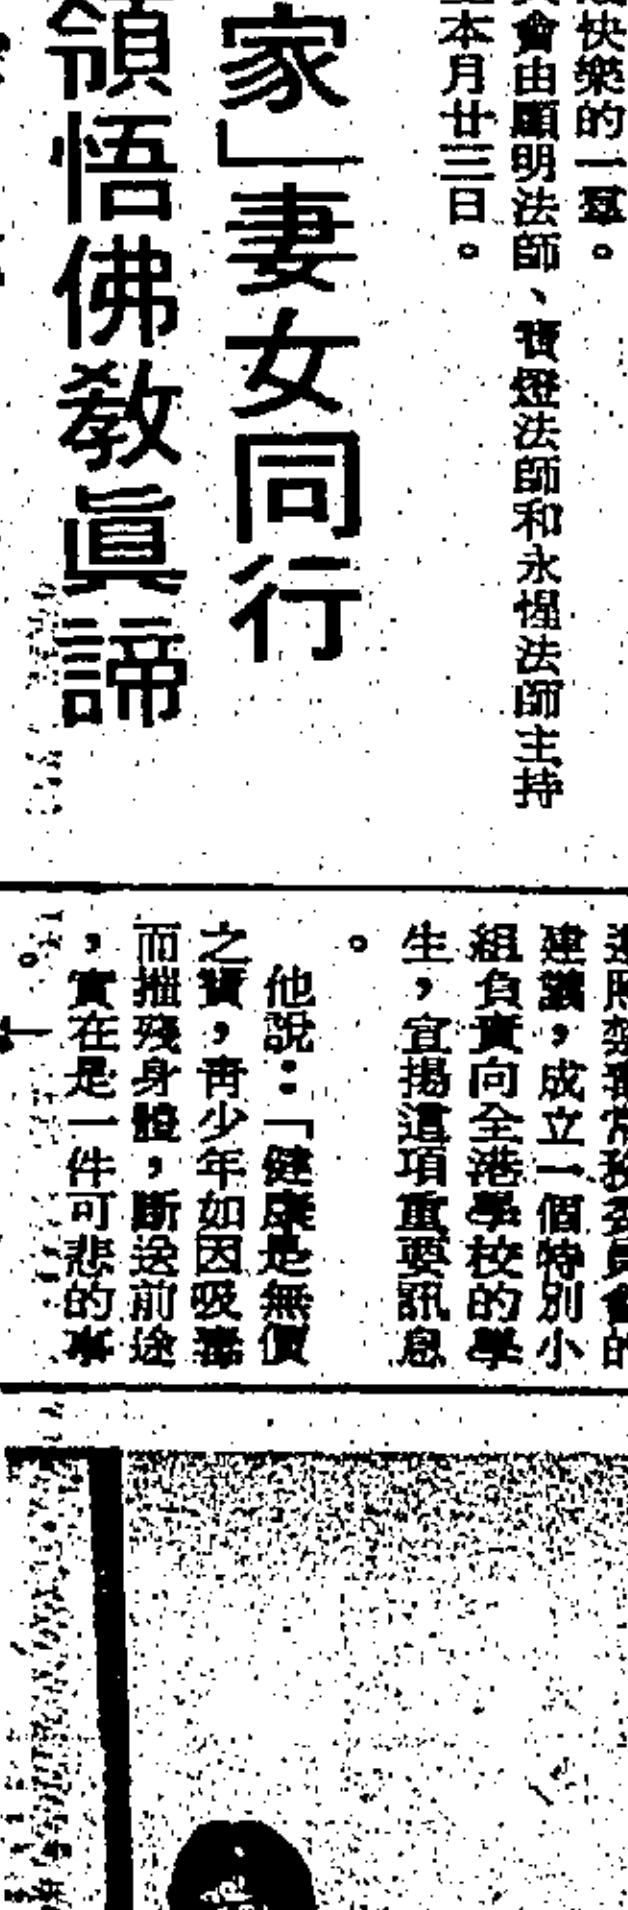 快樂的一羣。
會由顯明法師、寶燈法師和永惺法師主持
本月廿三日。
家」妻女同行
領悟佛教眞諦
建議，成立一個特別小
組負責向全港學校的學
生，宣揚這項重要訊息
。
他說：「健康是無價
之寶，靑少年如因吸毒
而摧殘身體，斷送前途
，實在是一件可悲的事
。